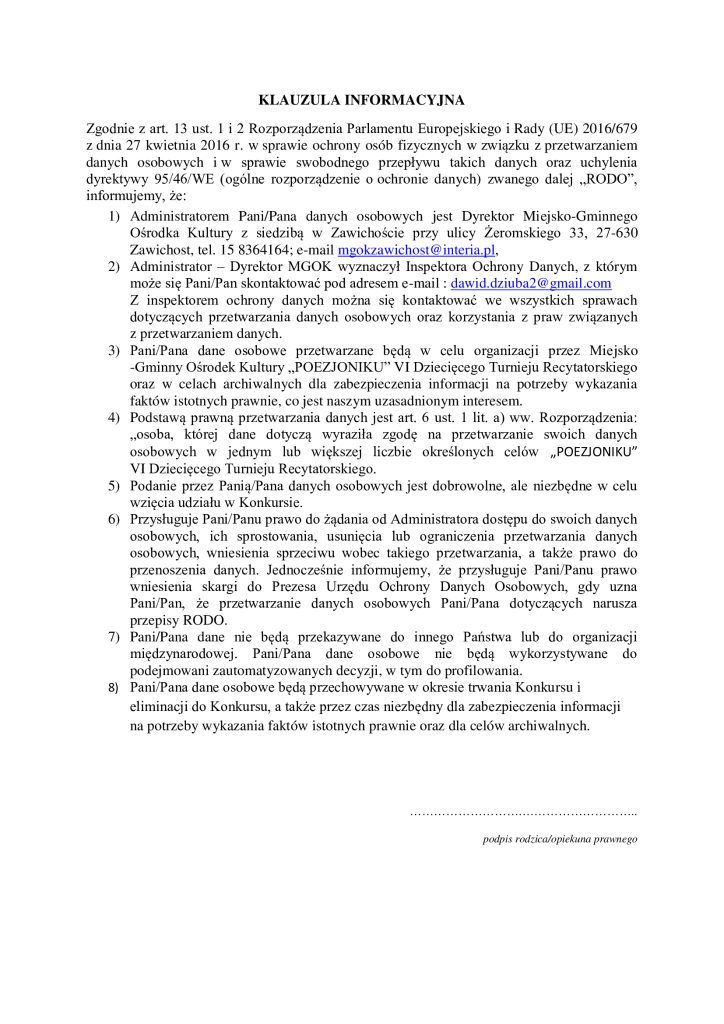 KLAUZULA INFORMACYJNA
Zgodnie z art. 13 ust. 1 i 2 Rozporządzenia Parlamentu Europejskiego i Rady (UE) 2016/679
z dnia 27 kwietnia 2016 r. w sprawie ochrony osób fizycznych w związku z przetwarzaniem
danych osobowych i w sprawie swobodnego przepływu takich danych oraz uchylenia
dyrektywy 95/46/WE (ogólne rozporządzenie o ochronie danych) zwanego dalej „RODO”,
informujemy, że:
1) Administratorem Pani/Pana danych osobowych jest Dyrektor Miejsko-Gminnego
Ośrodka Kultury z siedzibą w Zawichoście przy ulicy Żeromskiego 33, 27-630
Zawichost, tel. 15 8364164; e-mail mgokzawichost@interia.pl,
2) Administrator – Dyrektor MGOK wyznaczył Inspektora Ochrony Danych, z którym
może się Pani/Pan skontaktować pod adresem e-mail : dawid.dziuba2@gmail.com
Z inspektorem ochrony danych można się kontaktować we wszystkich sprawach
dotyczących przetwarzania danych osobowych oraz korzystania z praw związanych
z przetwarzaniem danych.
3) Pani/Pana dane osobowe przetwarzane będą w celu organizacji przez Miejsko
-Gminny Ośrodek Kultury „POEZJONIKU” VI Dziecięcego Turnieju Recytatorskiego
oraz w celach archiwalnych dla zabezpieczenia informacji na potrzeby wykazania
faktów istotnych prawnie, co jest naszym uzasadnionym interesem.
4) Podstawą prawną przetwarzania danych jest art. 6 ust. 1 lit. a) ww. Rozporządzenia:
„osoba, której dane dotyczą wyraziła zgodę na przetwarzanie swoich danych
osobowych w jednym lub większej liczbie określonych celów „POEZJONIKU”
VI Dziecięcego Turnieju Recytatorskiego.
5) Podanie przez Panią/Pana danych osobowych jest dobrowolne, ale niezbędne w celu
wzięcia udziału w Konkursie.
6) Przysługuje Pani/Panu prawo do żądania od Administratora dostępu do swoich danych
osobowych, ich sprostowania, usunięcia lub ograniczenia przetwarzania danych
osobowych, wniesienia sprzeciwu wobec takiego przetwarzania, a także prawo do
przenoszenia danych. Jednocześnie informujemy, że przysługuje Pani/Panu prawo
wniesienia skargi do Prezesa Urzędu Ochrony Danych Osobowych, gdy uzna
Pani/Pan, że przetwarzanie danych osobowych Pani/Pana dotyczących narusza
przepisy RODO.
7) Pani/Pana dane nie będą przekazywane do innego Państwa lub do organizacji
międzynarodowej. Pani/Pana dane osobowe nie będą wykorzystywane do
podejmowani zautomatyzowanych decyzji, w tym do profilowania.
8) Pani/Pana dane osobowe będą przechowywane w okresie trwania Konkursu i
eliminacji do Konkursu, a także przez czas niezbędny dla zabezpieczenia informacji
na potrzeby wykazania faktów istotnych prawnie oraz dla celów archiwalnych.
…………………………………………………..
podpis rodzica/opiekuna prawnego